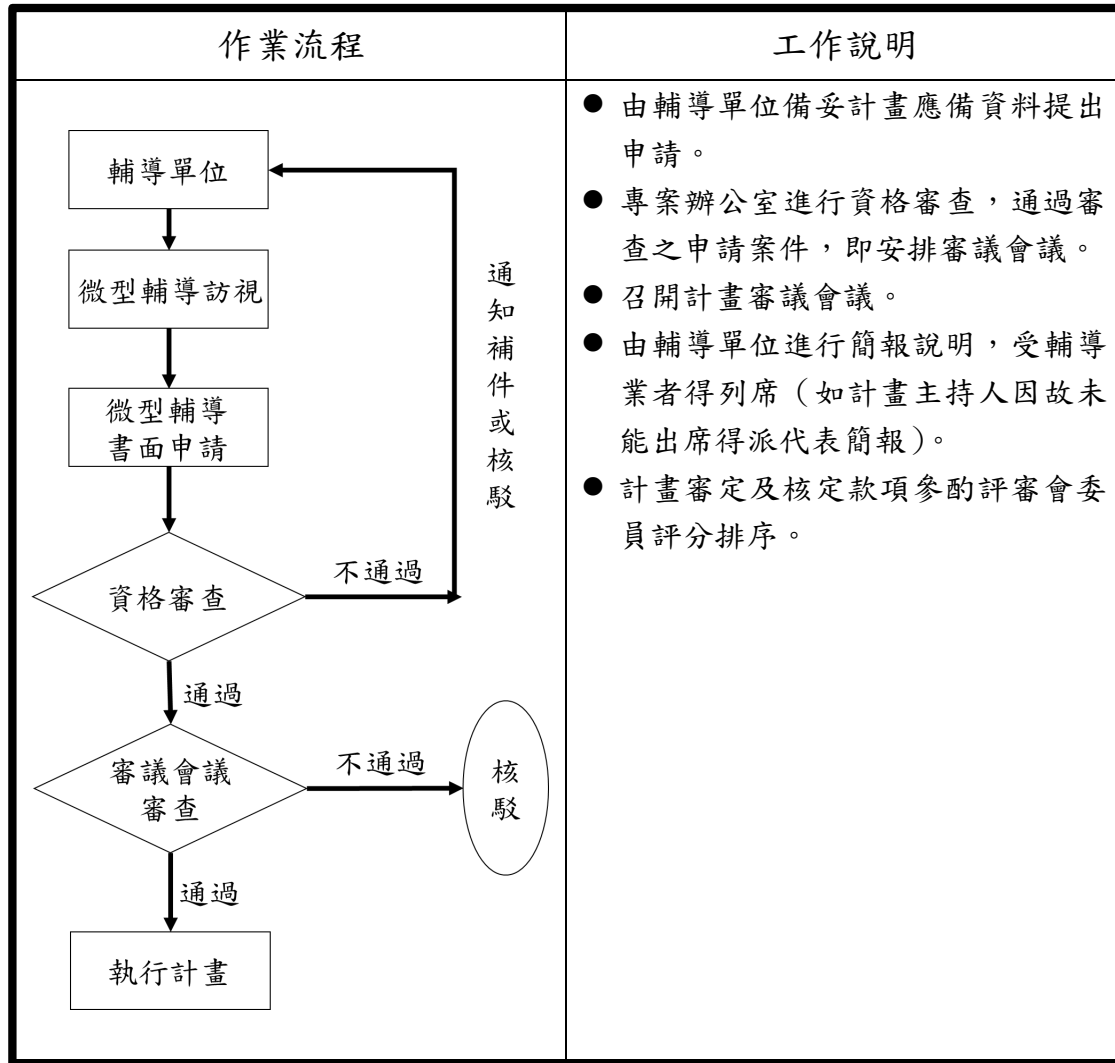 作業流程
工作說明
輔導單位
微型輔導訪視
微型輔導
書面申請
通知補件或核駁
資格審查
不通過
通過
審議會議
審查
不通過
核駁
通過
執行計畫
● 由輔導單位備妥計畫應備資料提出
申請。
● 專案辦公室進行資格審查，通過審
查之申請案件，即安排審議會議。
● 召開計畫審議會議。
● 由輔導單位進行簡報說明，受輔導
業者得列席（如計畫主持人因故未
能出席得派代表簡報）。
● 計畫審定及核定款項參酌評審會委
員評分排序。